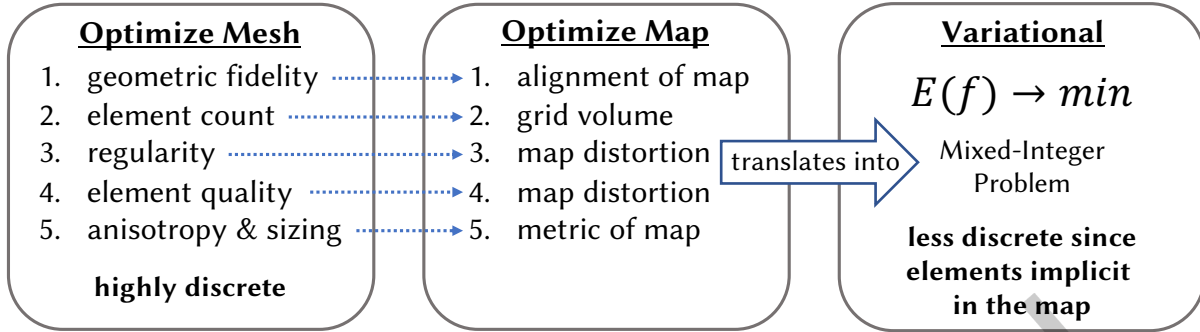 Optimize Mesh
1. geometric fidelity
2. element count
3. regularity
4. element quality
5. anisotropy & sizing
highly discrete
Optimize Map
1. alignment of map
2. grid volume
3. map distortion
4. map distortion
5. metric of map
translates into
Variational
E(f) → min
Mixed-Integer
Problem
less discrete since
elements implicit
in the map